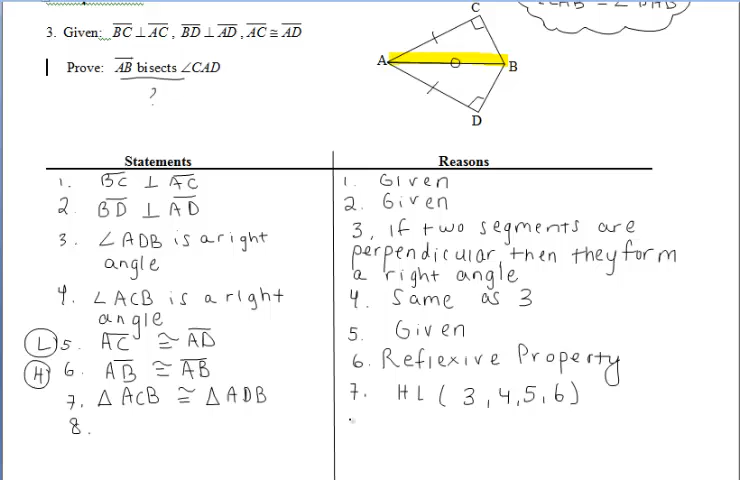 3. Given: BC ⊥ AC, BD ⊥ AD, AC ≅ AD
Prove: AB bisects ∠CAD
?
C
A
B
D
Statements
Reasons
1. BC ⊥ AC
1. Given
2. BD ⊥ AD
2. Given
3. ∠ADB is a right
angle
3, If two segments are
perpendicular, then they form
a right angle
4. ∠ACB is a right
angle
4. Same as 3
L 5. AC ≅ AD
5. Given
H 6. AB ≅ AB
6. Reflexive Property
7. △ACB ≅ △ADB
7. HL (3,4,5,6)
8.